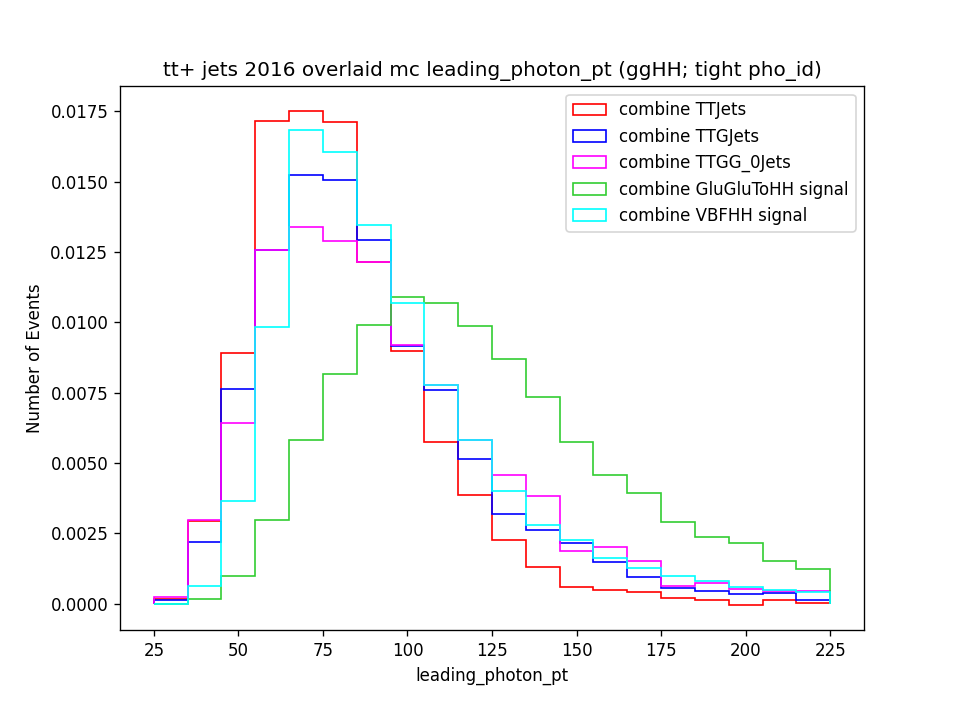 tt+ jets 2016 overlaid mc leading_photon_pt (ggHH; tight pho_id)
combine TTJets
combine TTGJets
combine TTGG_0Jets
combine GluGluToHH signal
combine VBFHH signal
Number of Events
0.0175
0.0150
0.0125
0.0100
0.0075
0.0050
0.0025
0.0000
25 50 75 100 125 150 175 200 225
leading_photon_pt